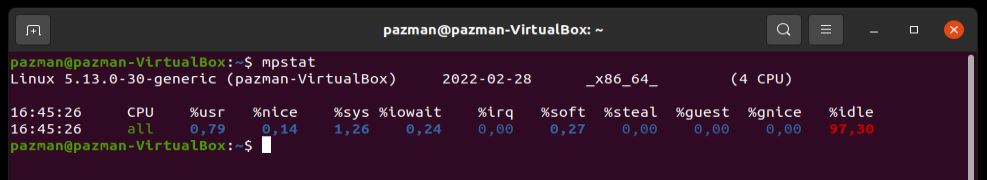 pazman@pazman-VirtualBox: ~
pazman@pazman-VirtualBox:~$ mpstat
Linux 5.13.0-30-generic (pazman-VirtualBox) 2022-02-28 _x86_64_ (4 CPU)
16:45:26 CPU %usr %nice %sys %iowait %irq %soft %steal %guest %gnice %idle
16:45:26 all 0,79 0,14 1,26 0,24 0,00 0,27 0,00 0,00 0,00 97,30
pazman@pazman-VirtualBox:~$